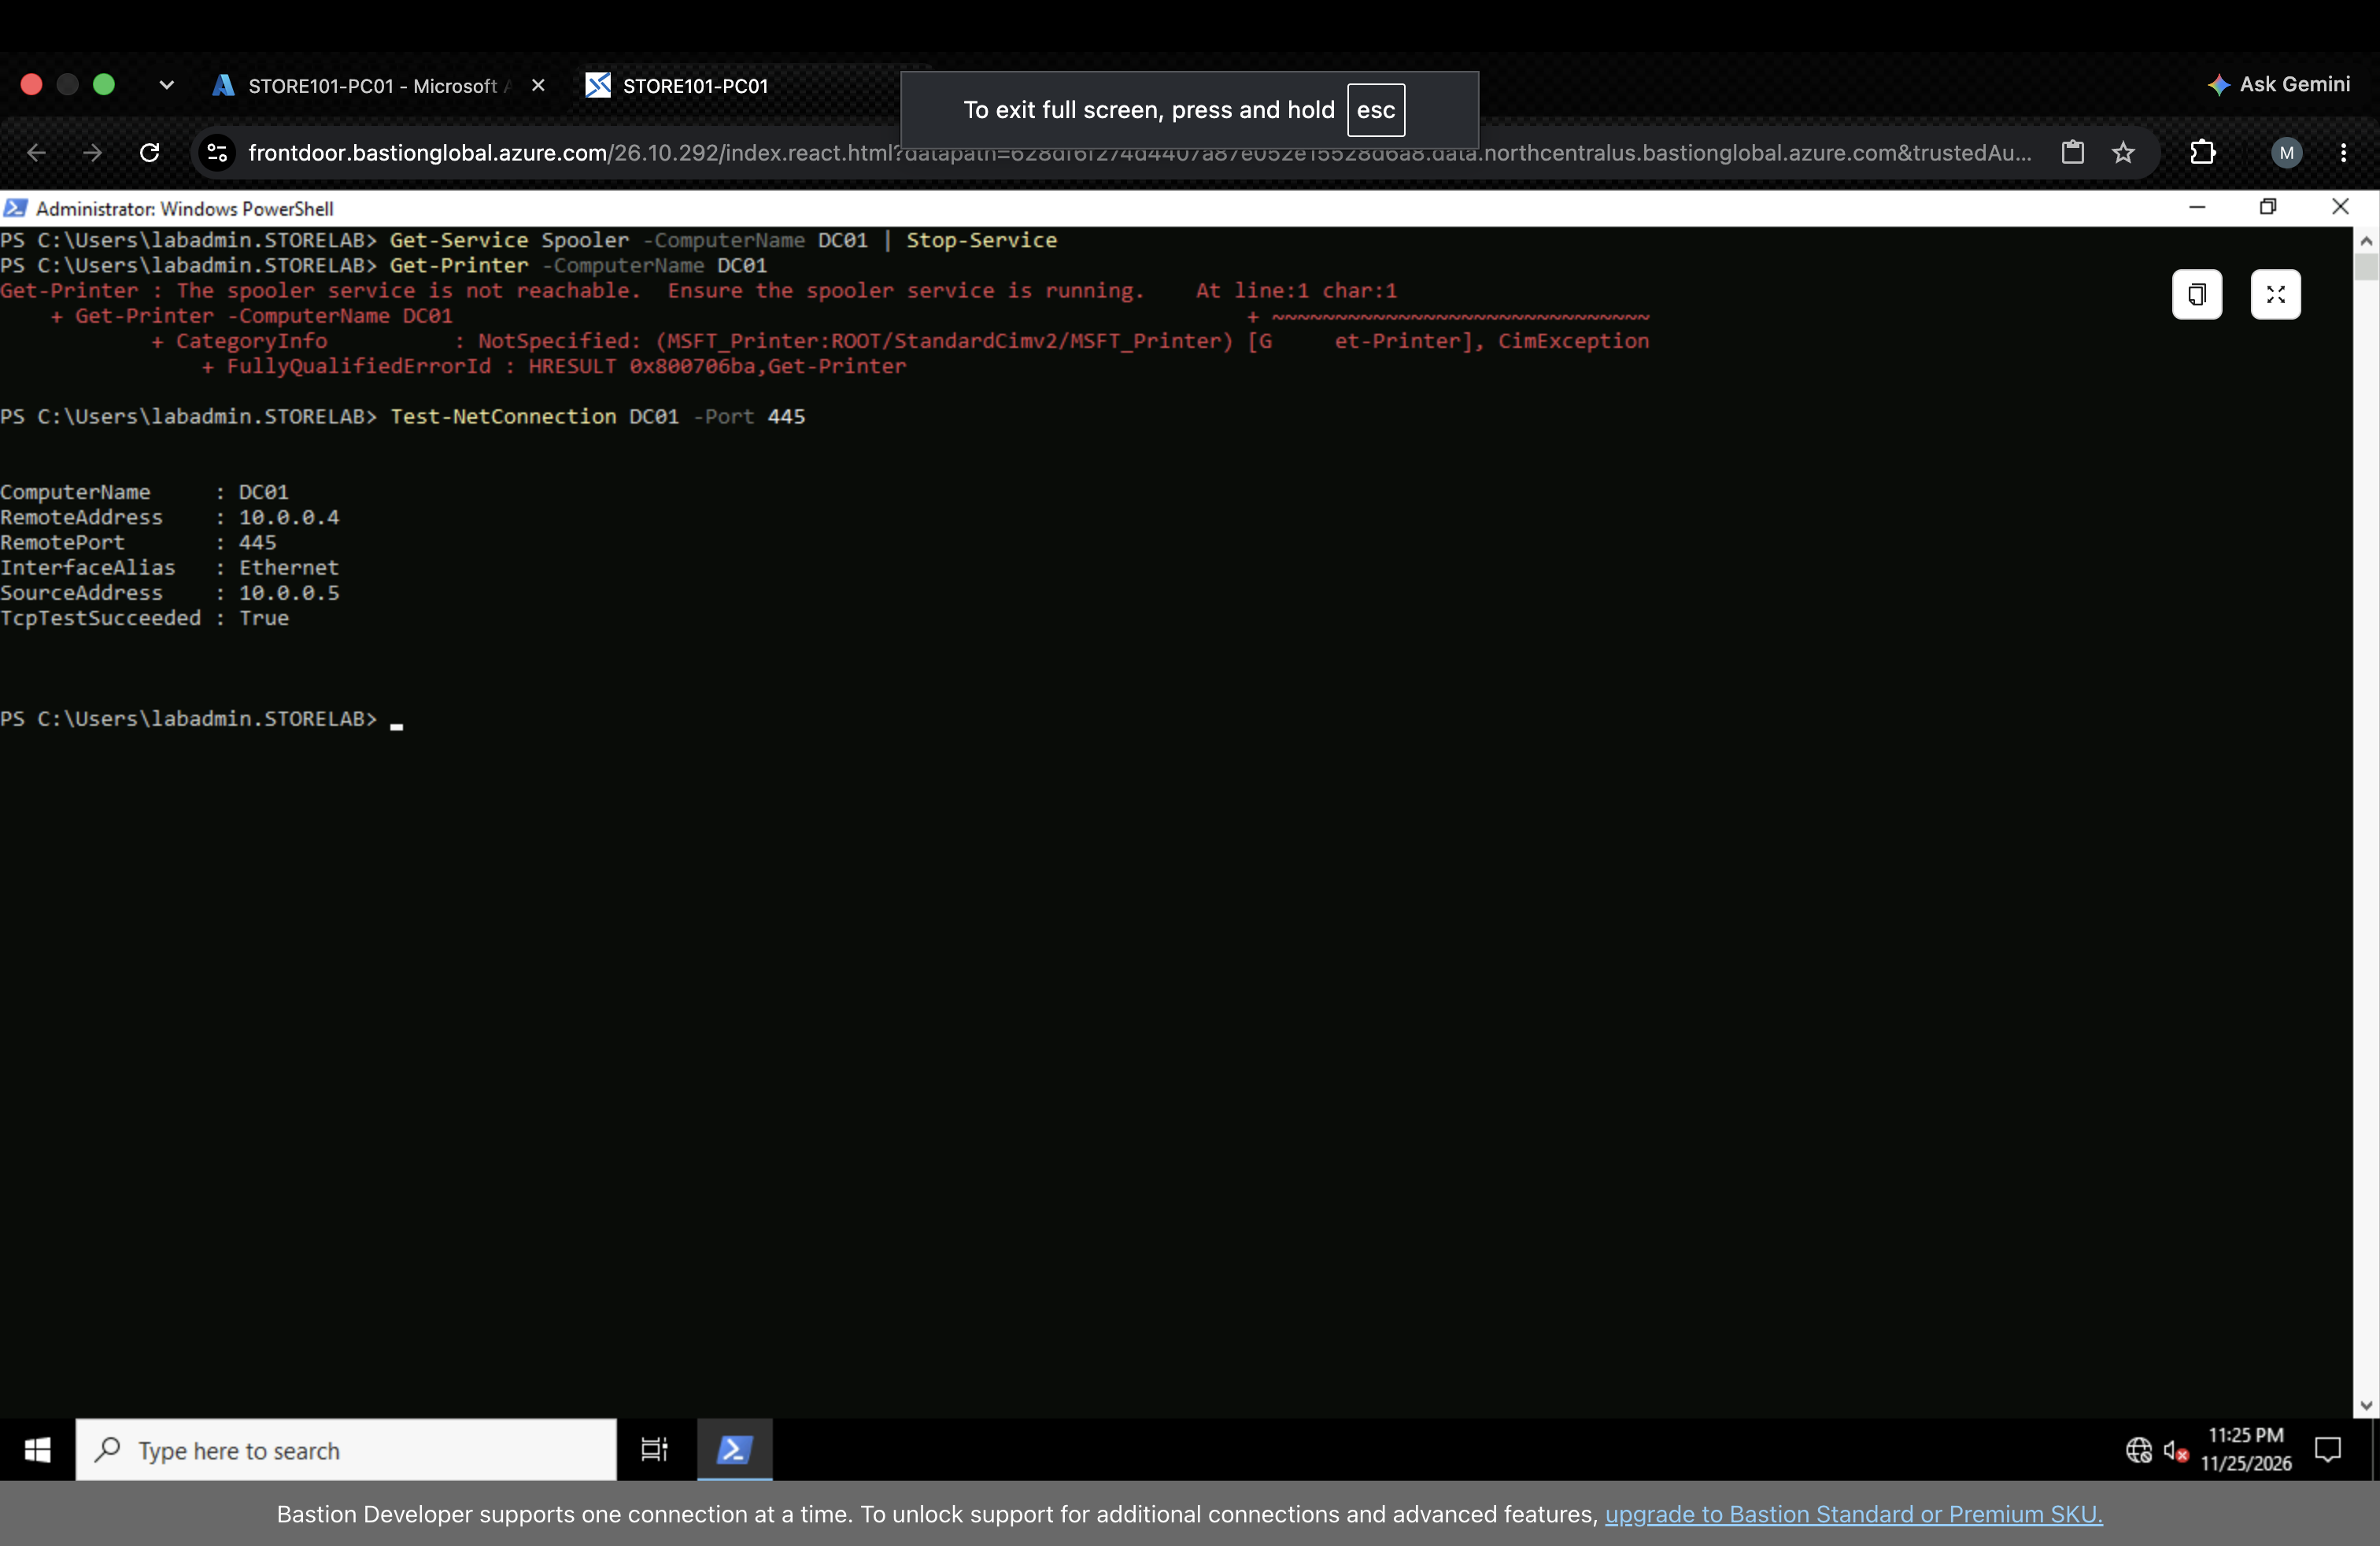 STORE101-PC01 - Microsoft
STORE101-PC01
To exit full screen, press and hold esc
Ask Gemini
frontdoor.bastionglobal.azure.com/26.10.292/index.react.html?datapath=628df6f274d4407a87e052e15528d6a8.data.northcentralus.bastionglobal.azure.com&trustedAu...
M
Administrator: Windows PowerShell
PS C:\Users\labadmin.STORELAB> Get-Service Spooler -ComputerName DC01 | Stop-Service
PS C:\Users\labadmin.STORELAB> Get-Printer -ComputerName DC01
Get-Printer : The spooler service is not reachable.  Ensure the spooler service is running.    At line:1 char:1
    + Get-Printer -ComputerName DC01                                                               + ~~~~~~~~~~~~~~~~~~~~~~~~~~~~~~
            + CategoryInfo          : NotSpecified: (MSFT_Printer:ROOT/StandardCimv2/MSFT_Printer) [G     et-Printer], CimException
                + FullyQualifiedErrorId : HRESULT 0x800706ba,Get-Printer
PS C:\Users\labadmin.STORELAB> Test-NetConnection DC01 -Port 445
ComputerName     : DC01
RemoteAddress    : 10.0.0.4
RemotePort       : 445
InterfaceAlias   : Ethernet
SourceAddress    : 10.0.0.5
TcpTestSucceeded : True
PS C:\Users\labadmin.STORELAB>
Type here to search
11:25 PM
11/25/2026
Bastion Developer supports one connection at a time. To unlock support for additional connections and advanced features, upgrade to Bastion Standard or Premium SKU.